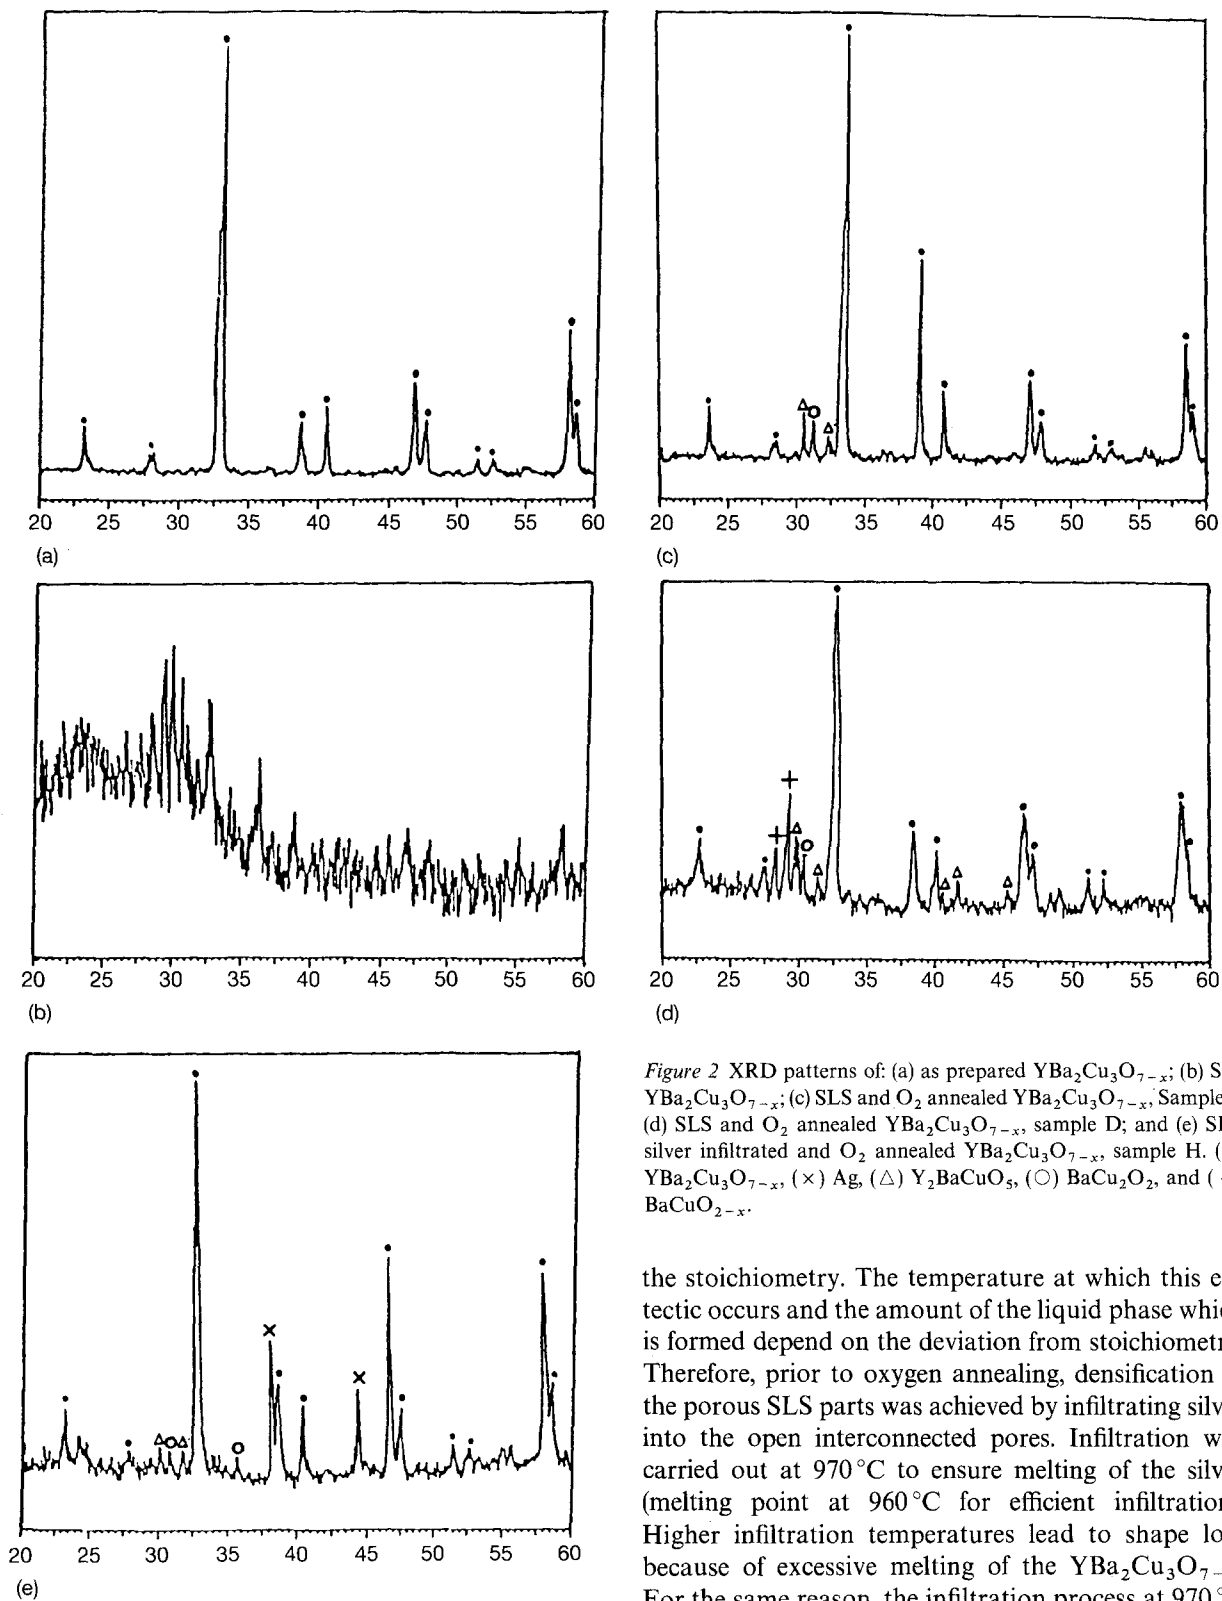 20 25 30 35 40 45 50 55 60
(a)
20 25 30 35 40 45 50 55 60
(c)
20 25 30 35 40 45 50 55 60
(b)
20 25 30 35 40 45 50 55 60
(d)
20 25 30 35 40 45 50 55 60
(e)
Figure 2 XRD patterns of: (a) as prepared YBa₂Cu₃O₇₋ₓ; (b)
YBa₂Cu₃O₇₋ₓ; (c) SLS and O₂ annealed YBa₂Cu₃O₇₋ₓ, Sample
(d) SLS and O₂ annealed YBa₂Cu₃O₇₋ₓ, sample D; and (e)
silver infiltrated and O₂ annealed YBa₂Cu₃O₇₋ₓ, sample H.
YBa₂Cu₃O₇₋ₓ, (×) Ag, (△) Y₂BaCuO₅, (○) BaCu₂O₂, and
BaCuO₂₋ₓ.
the stoichiometry. The temperature at which this
tectic occurs and the amount of the liquid phase
is formed depend on the deviation from
Therefore, prior to oxygen annealing, densification
the porous SLS parts was achieved by infiltrating
into the open interconnected pores. Infiltration
carried out at 970 °C to ensure melting of the
(melting point at 960 °C for efficient
Higher infiltration temperatures lead to shape
because of excessive melting of the
For the same reason, the infiltration process at 970 °